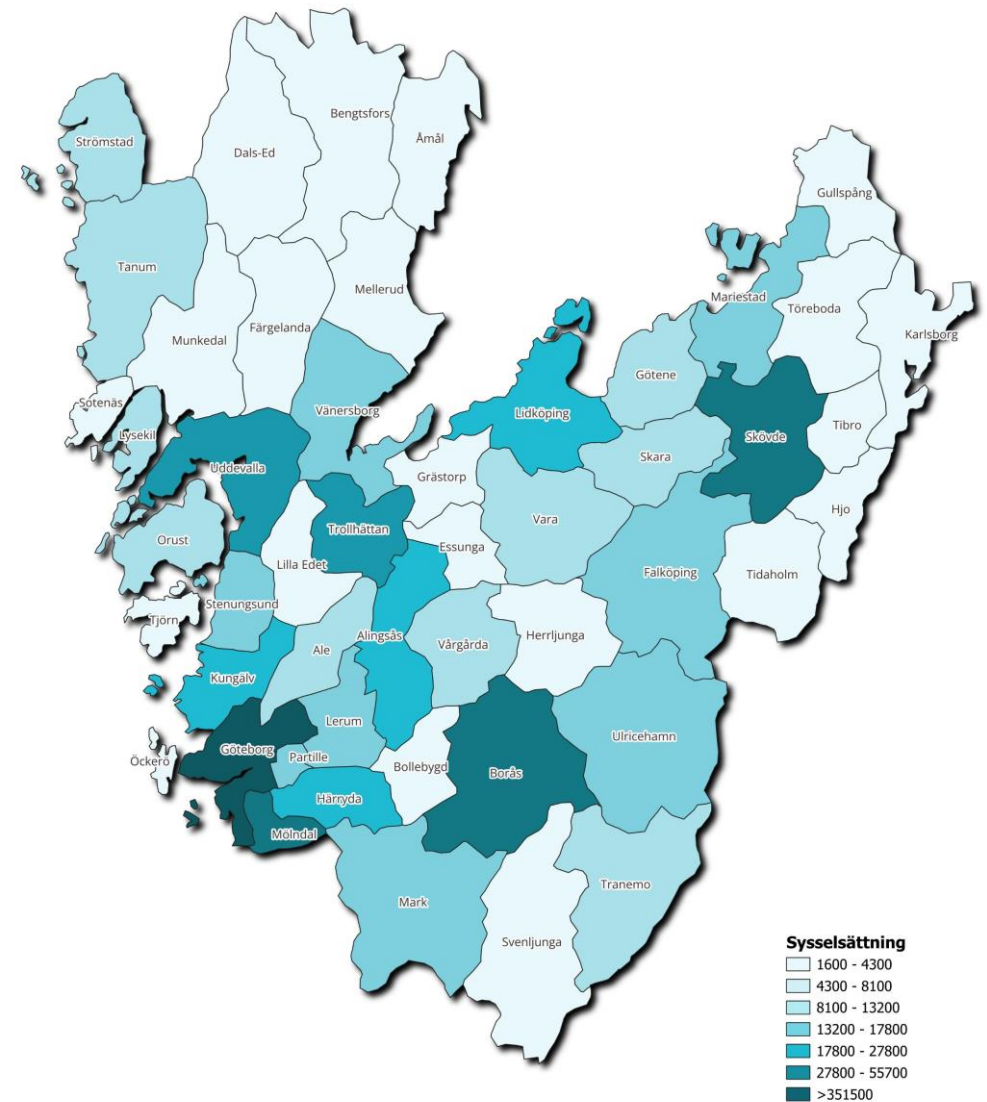 Bengtsfors
Åmål
Strömstad
Dals-Ed
Gullspång
Tanum
Mellerud
Mariestad
Töreboda
Färgelanda
Karlsborg
Munkedal
Götene
Sotenäs
Vänersborg
Lidköping
Tibro
Lysekil
Skövde
Skara
Uddevalla
Grästorp
Hjo
Vara
Trollhättan
Orust
Essunga
Lilla Edet
Falköping
Tidaholm
Stenungsund
Tjörn
Alingsås
Herrljunga
Vårgårda
Ale
Kungälv
Lerum
Ulricehamn
Göteborg
Partille
Öckerö
Bollebygd
Borås
Härryda
Mölndal
Tranemo
Mark
Svenljunga
Sysselsättning
1600 - 4300
4300 - 8100
8100 - 13200
13200 - 17800
17800 - 27800
27800 - 55700
>351500